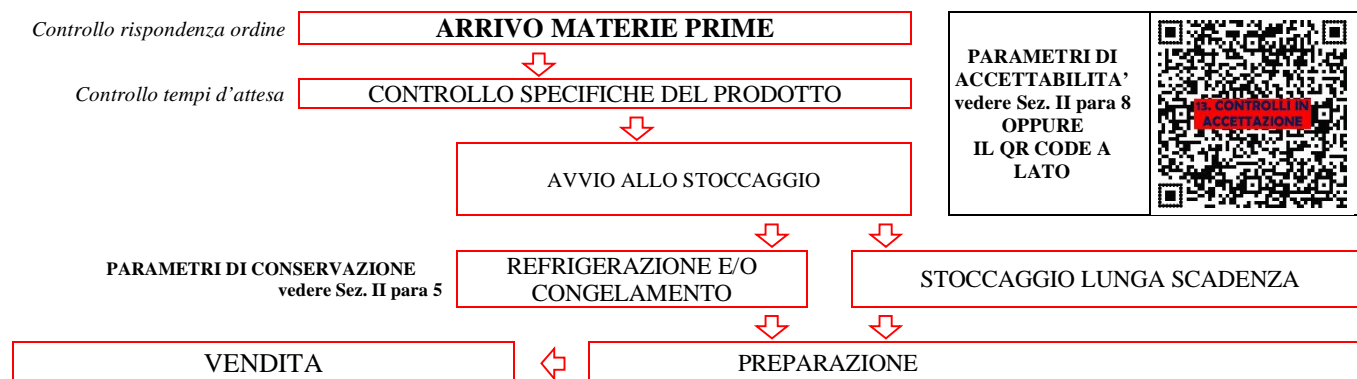 Controllo rispondenza ordine
ARRIVO MATERIE PRIME
Controllo tempi d'attesa
CONTROLLO SPECIFICHE DEL PRODOTTO
AVVIO ALLO STOCCAGGIO
PARAMETRI DI
ACCETTABILITA'
vedere Sez. II para 8
OPPURE
IL QR CODE A
LATO
13. CONTROLLI IN
ACCETTAZIONE
PARAMETRI DI CONSERVAZIONE
vedere Sez. II para 5
REFRIGERAZIONE E/O
CONGELAMENTO
STOCCAGGIO LUNGA SCADENZA
VENDITA
PREPARAZIONE